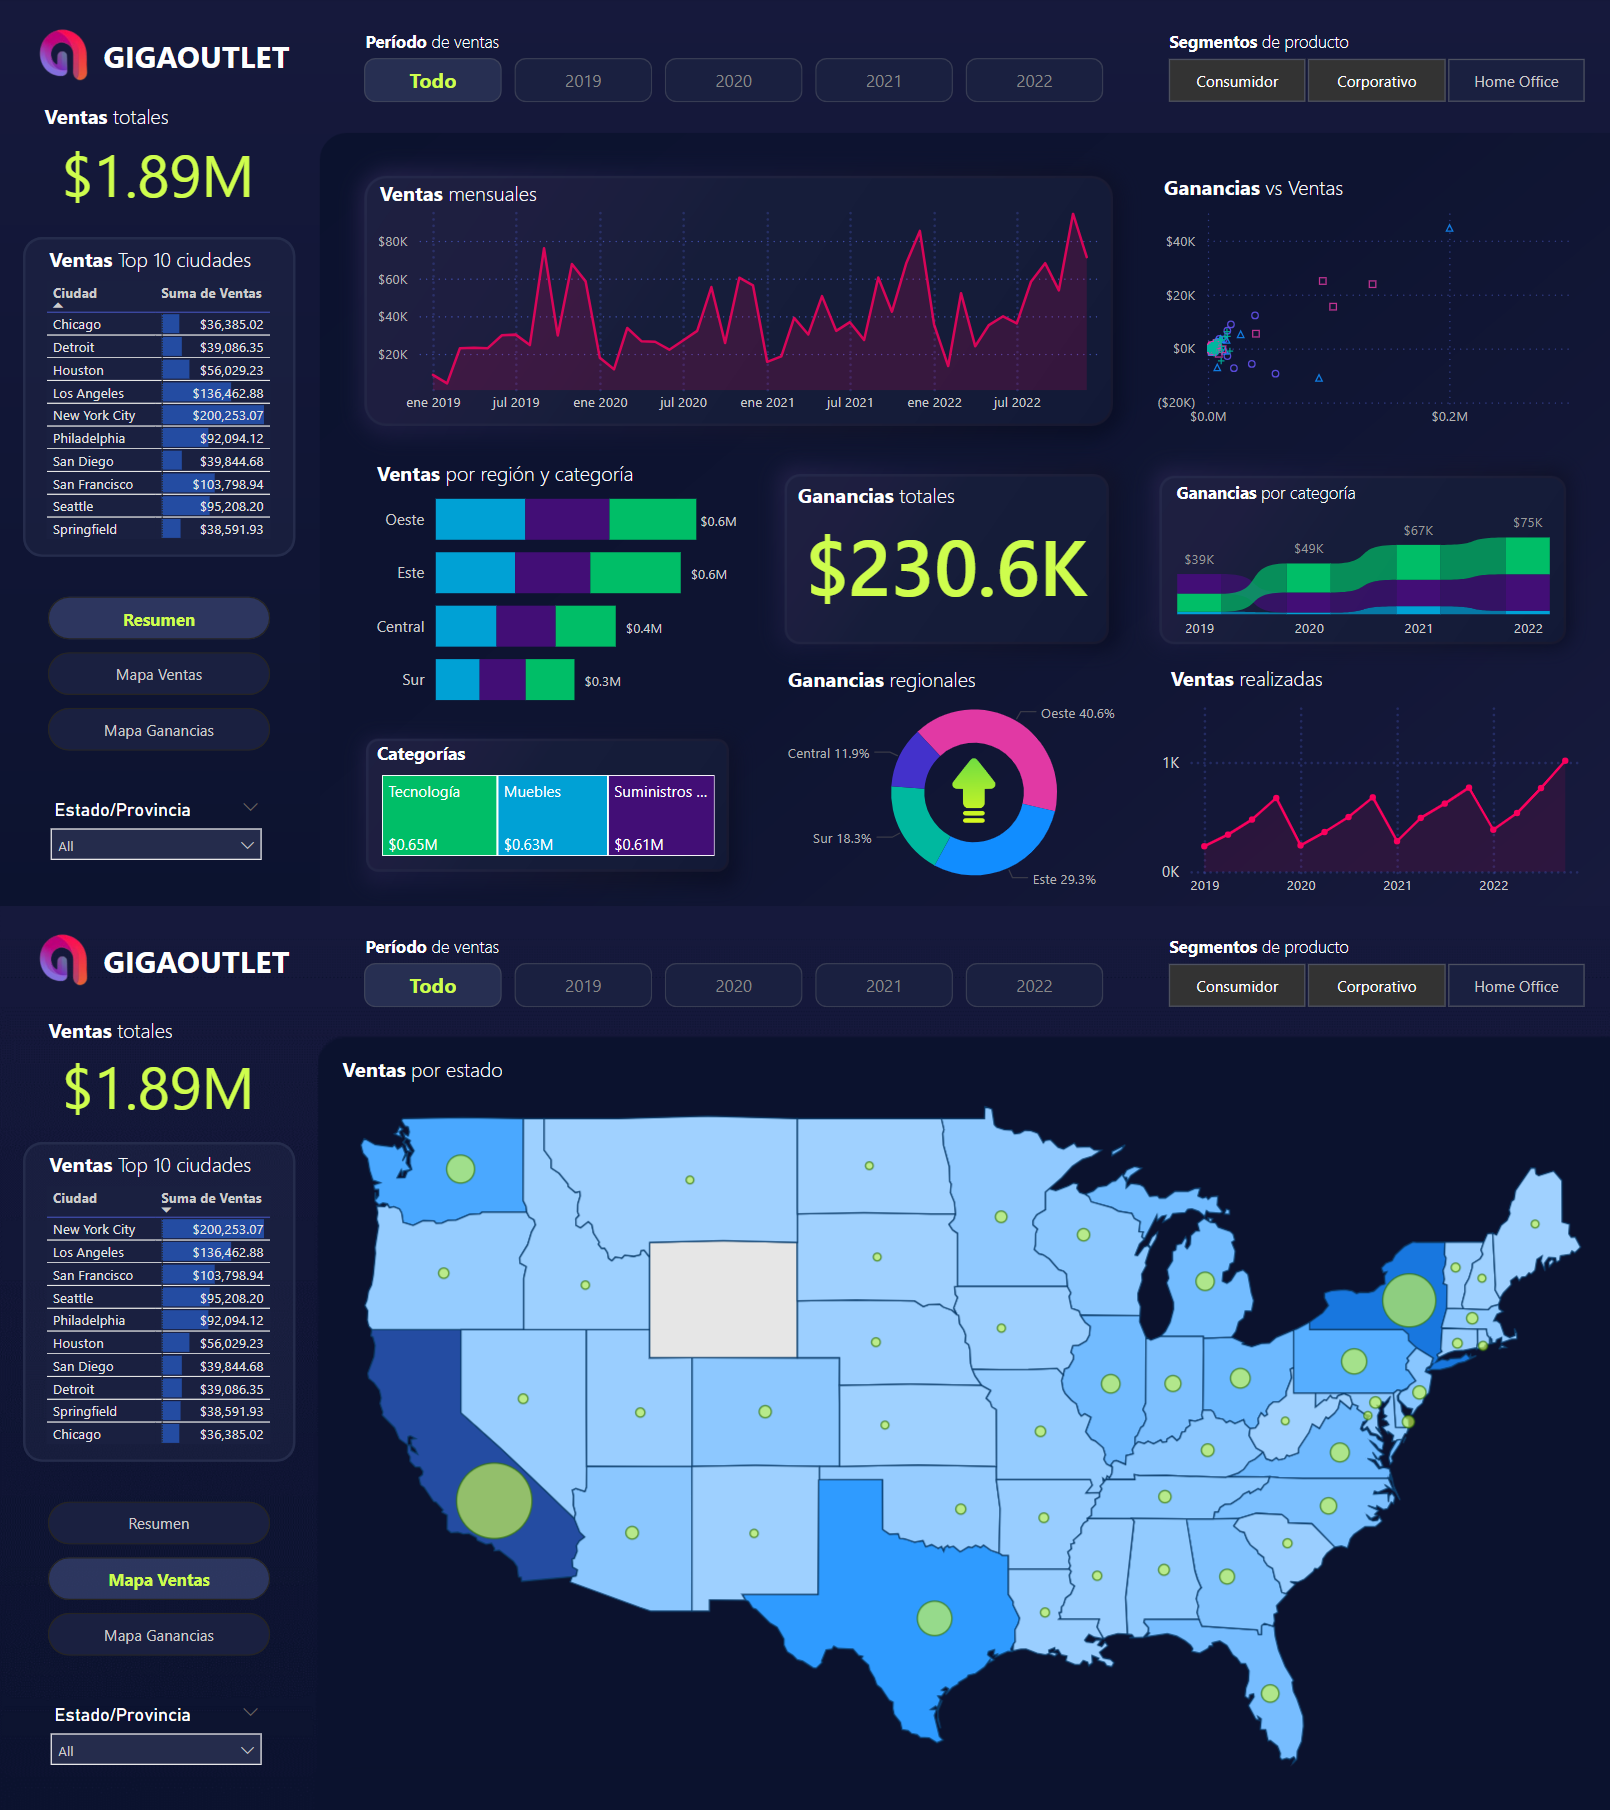 GIGAOUTLET
Período de ventas
Todo
2019
2020
2021
2022
Segmentos de producto
Consumidor
Corporativo
Home Office
Ventas totales
$1.89M
Ventas Top 10 ciudades
Ciudad Suma de Ventas
Chicago $36,385.02
Detroit $39,086.35
Houston $56,029.23
Los Angeles $136,462.88
New York City $200,253.07
Philadelphia $92,094.12
San Diego $39,844.68
San Francisco $103,798.94
Seattle $95,208.20
Springfield $38,591.93
Resumen
Mapa Ventas
Mapa Ganancias
Estado/Provincia
All
Ventas mensuales
$80K
$60K
$40K
$20K
ene 2019 jul 2019 ene 2020 jul 2020 ene 2021 jul 2021 ene 2022 jul 2022
Ganancias vs Ventas
$40K
$20K
$0K
($20K)
$0.0M $0.2M
Ventas por región y categoría
Oeste $0.6M
Este $0.6M
Central $0.4M
Sur $0.3M
Categorías
Tecnología
$0.65M
Muebles
$0.63M
Suministros ...
$0.61M
Ganancias totales
$230.6K
Ganancias regionales
Oeste 40.6%
Central 11.9%
Sur 18.3%
Este 29.3%
Ganancias por categoría
$39K $49K $67K $75K
2019 2020 2021 2022
Ventas realizadas
1K
0K
2019 2020 2021 2022
GIGAOUTLET
Período de ventas
Todo
2019
2020
2021
2022
Segmentos de producto
Consumidor
Corporativo
Home Office
Ventas totales
$1.89M
Ventas Top 10 ciudades
Ciudad Suma de Ventas
New York City $200,253.07
Los Angeles $136,462.88
San Francisco $103,798.94
Seattle $95,208.20
Philadelphia $92,094.12
Houston $56,029.23
San Diego $39,844.68
Detroit $39,086.35
Springfield $38,591.93
Chicago $36,385.02
Resumen
Mapa Ventas
Mapa Ganancias
Estado/Provincia
All
Ventas por estado